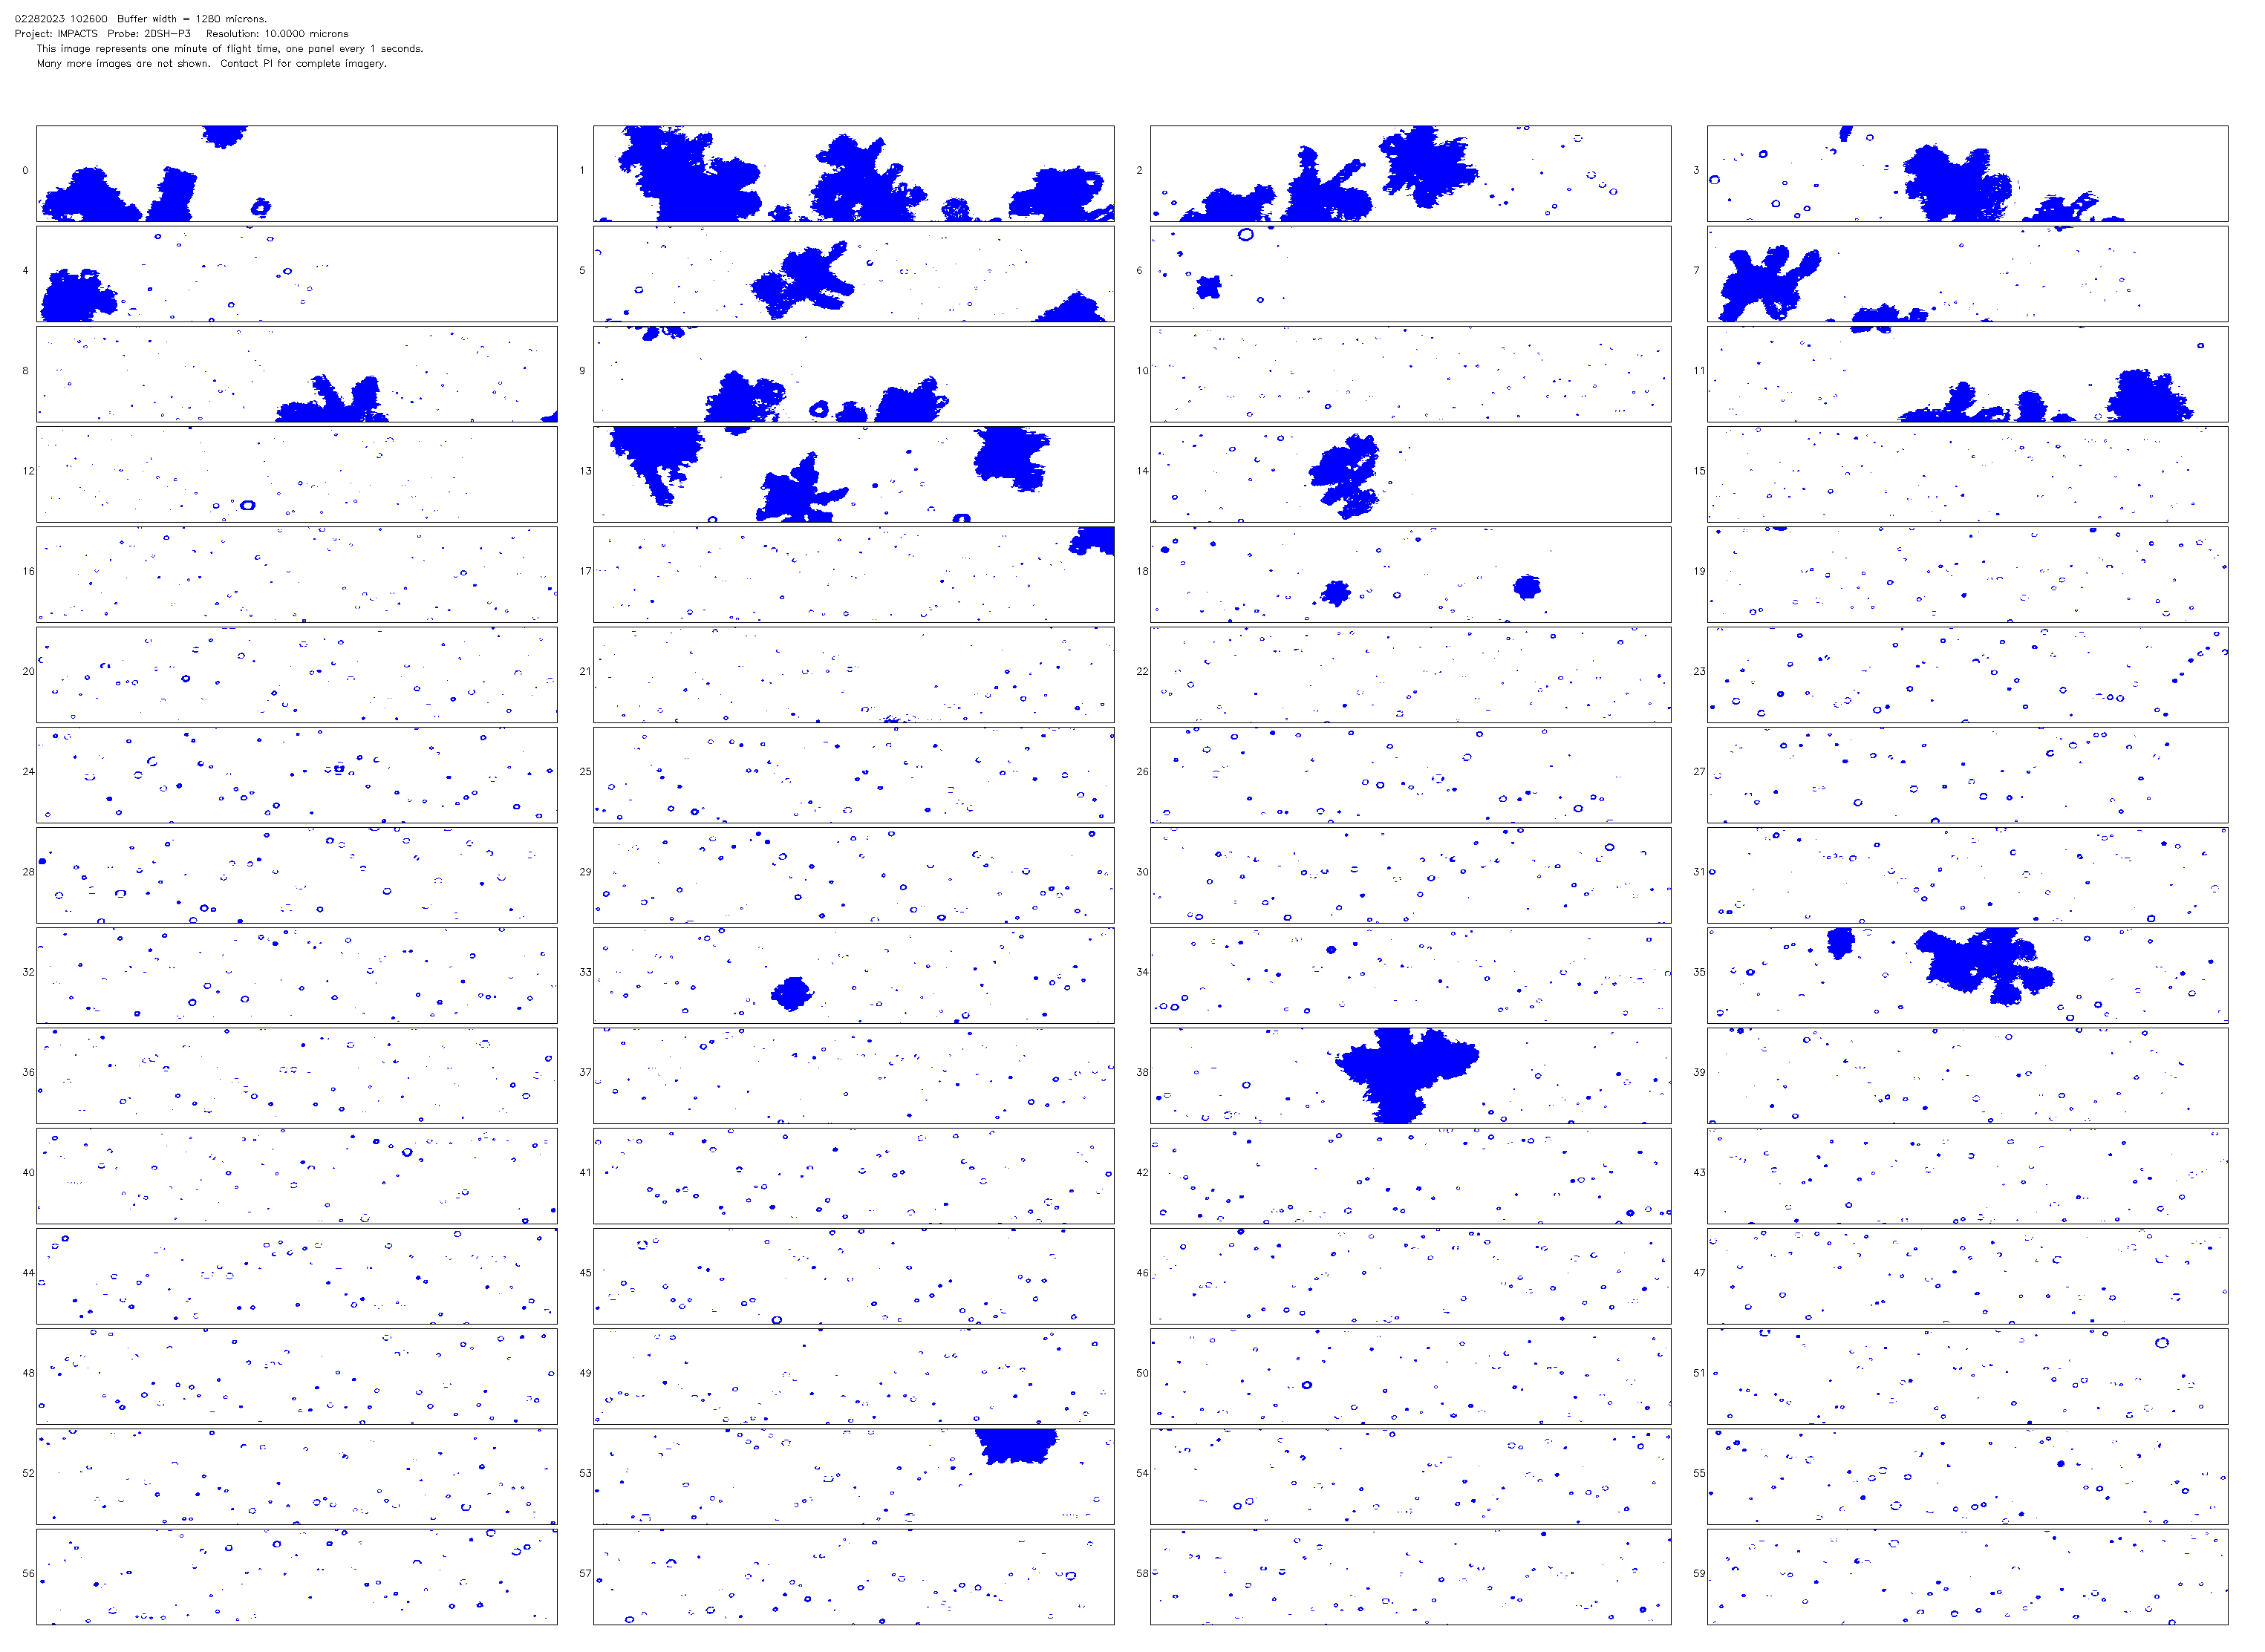 02282023 102600  Buffer width = 1280 microns.
Project: IMPACTS  Probe: 2DSH-P3    Resolution: 10.0000 microns
This image represents one minute of flight time, one panel every 1 seconds.
Many more images are not shown.  Contact PI for complete imagery.
0 1 2 3
4 5 6 7
8 9 10 11
12 13 14 15
16 17 18 19
20 21 22 23
24 25 26 27
28 29 30 31
32 33 34 35
36 37 38 39
40 41 42 43
44 45 46 47
48 49 50 51
52 53 54 55
56 57 58 59